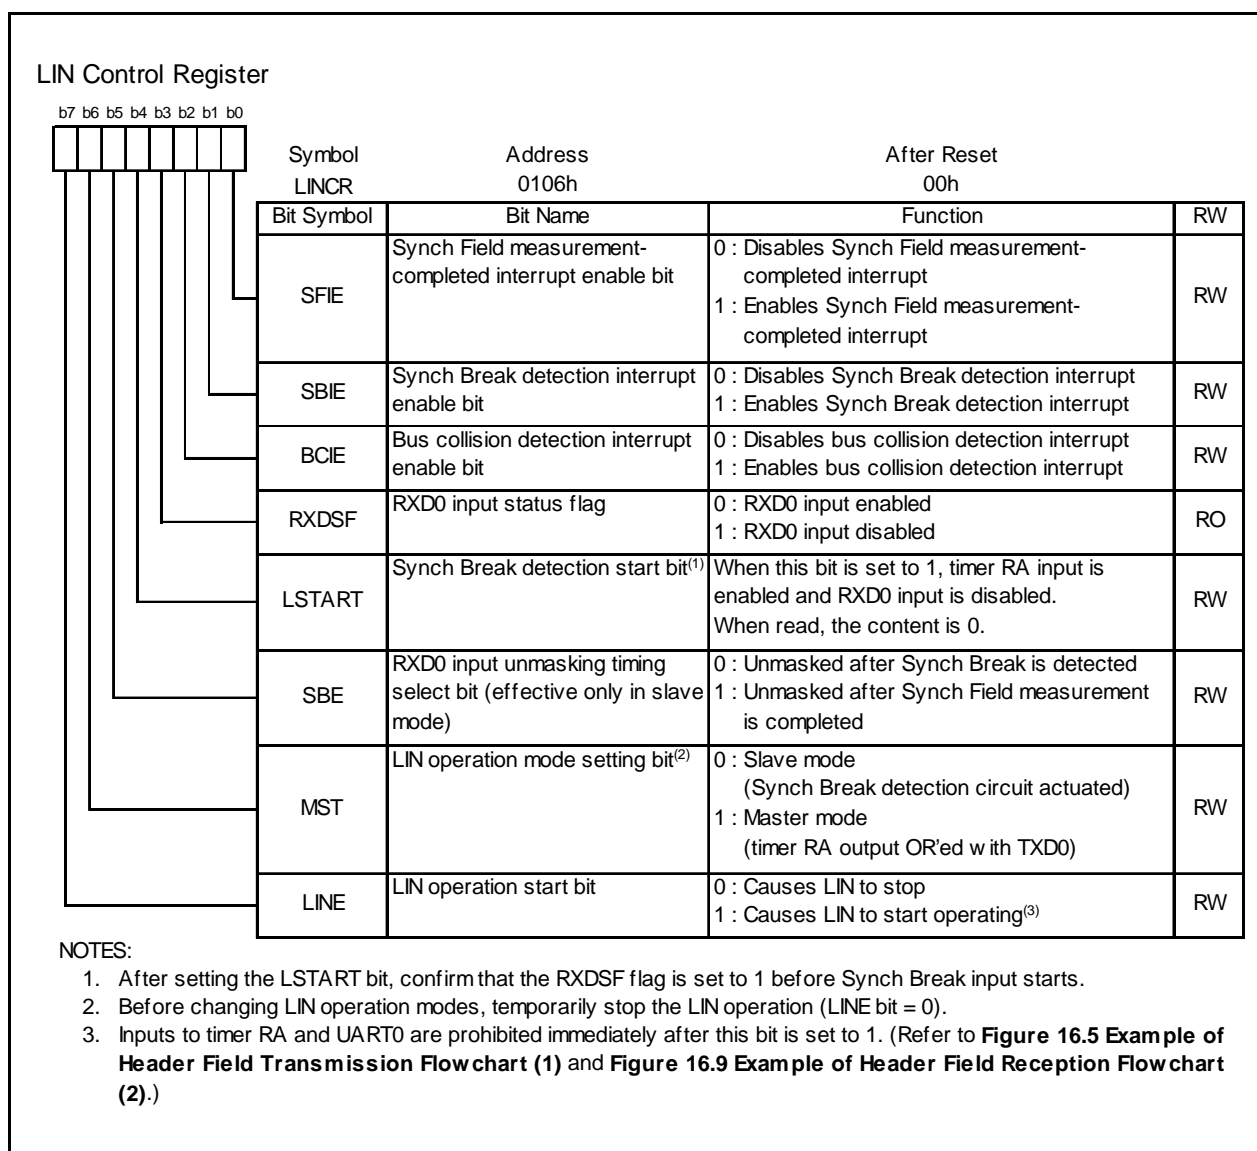 LIN Control Register
b7 b6 b5 b4 b3 b2 b1 b0
Symbol Address After Reset
LINCR 0106h 00h
Bit Symbol Bit Name Function RW
SFIE
Synch Field measurement-
completed interrupt enable bit
0 : Disables Synch Field measurement-
completed interrupt
1 : Enables Synch Field measurement-
completed interrupt
RW
SBIE
Synch Break detection interrupt
enable bit
0 : Disables Synch Break detection interrupt
1 : Enables Synch Break detection interrupt
RW
BCIE
Bus collision detection interrupt
enable bit
0 : Disables bus collision detection interrupt
1 : Enables bus collision detection interrupt
RW
RXDSF
RXD0 input status flag
0 : RXD0 input enabled
1 : RXD0 input disabled
RO
LSTART
Synch Break detection start bit(1)
When this bit is set to 1, timer RA input is
enabled and RXD0 input is disabled.
When read, the content is 0.
RW
SBE
RXD0 input unmasking timing
select bit (effective only in slave
mode)
0 : Unmasked after Synch Break is detected
1 : Unmasked after Synch Field measurement
is completed
RW
MST
LIN operation mode setting bit(2)
0 : Slave mode
(Synch Break detection circuit actuated)
1 : Master mode
(timer RA output OR'ed with TXD0)
RW
LINE
LIN operation start bit
0 : Causes LIN to stop
1 : Causes LIN to start operating(3)
RW
NOTES:
1. After setting the LSTART bit, confirm that the RXDSF flag is set to 1 before Synch Break input starts.
2. Before changing LIN operation modes, temporarily stop the LIN operation (LINE bit = 0).
3. Inputs to timer RA and UART0 are prohibited immediately after this bit is set to 1. (Refer to Figure 16.5 Example of
Header Field Transmission Flowchart (1) and Figure 16.9 Example of Header Field Reception Flowchart
(2).)